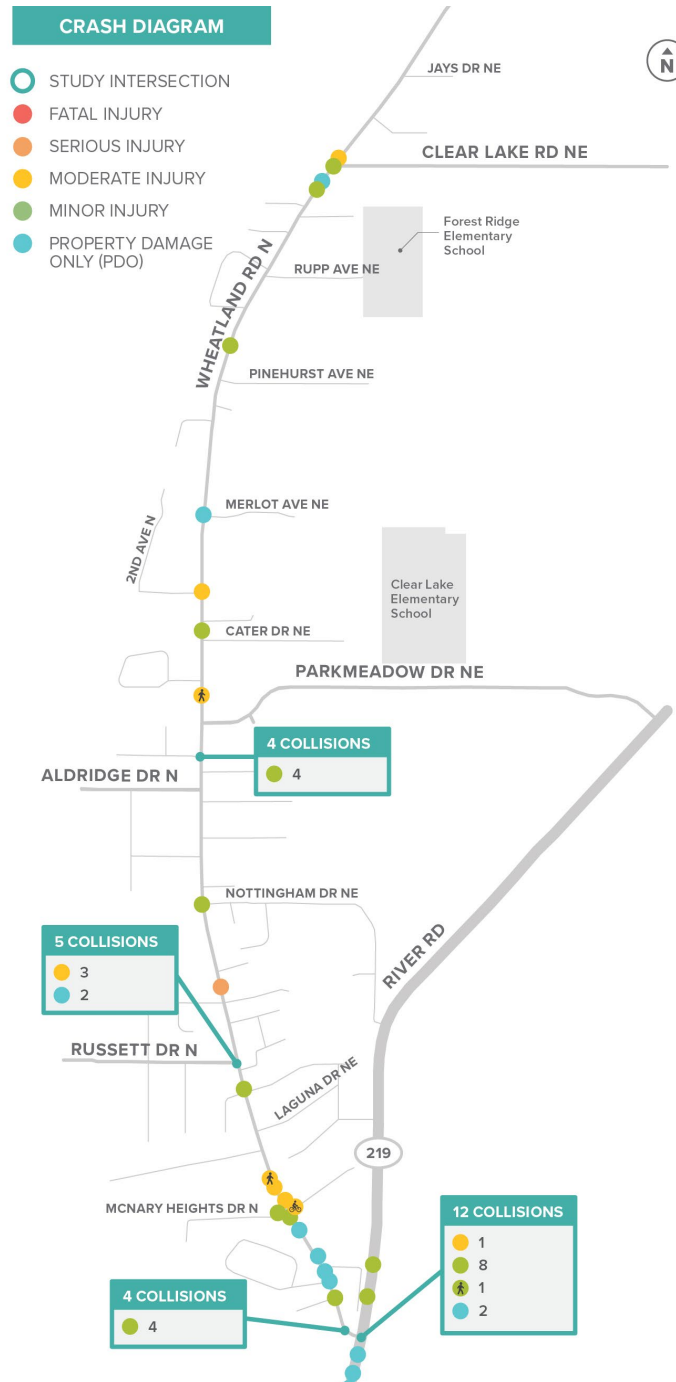 CRASH DIAGRAM
STUDY INTERSECTION
FATAL INJURY
SERIOUS INJURY
MODERATE INJURY
MINOR INJURY
PROPERTY DAMAGE
ONLY (PDO)
JAYS DR NE
N
CLEAR LAKE RD NE
Forest Ridge
Elementary
School
WHEATLAND RD N
RUPP AVE NE
PINEHURST AVE NE
MERLOT AVE NE
2ND AVE N
Clear Lake
Elementary
School
CATER DR NE
PARKMEADOW DR NE
4 COLLISIONS
4
ALDRIDGE DR N
NOTTINGHAM DR NE
5 COLLISIONS
3
2
RIVER RD
RUSSETT DR N
LAGUNA DR NE
219
MCNARY HEIGHTS DR N
12 COLLISIONS
1
8
1
2
4 COLLISIONS
4